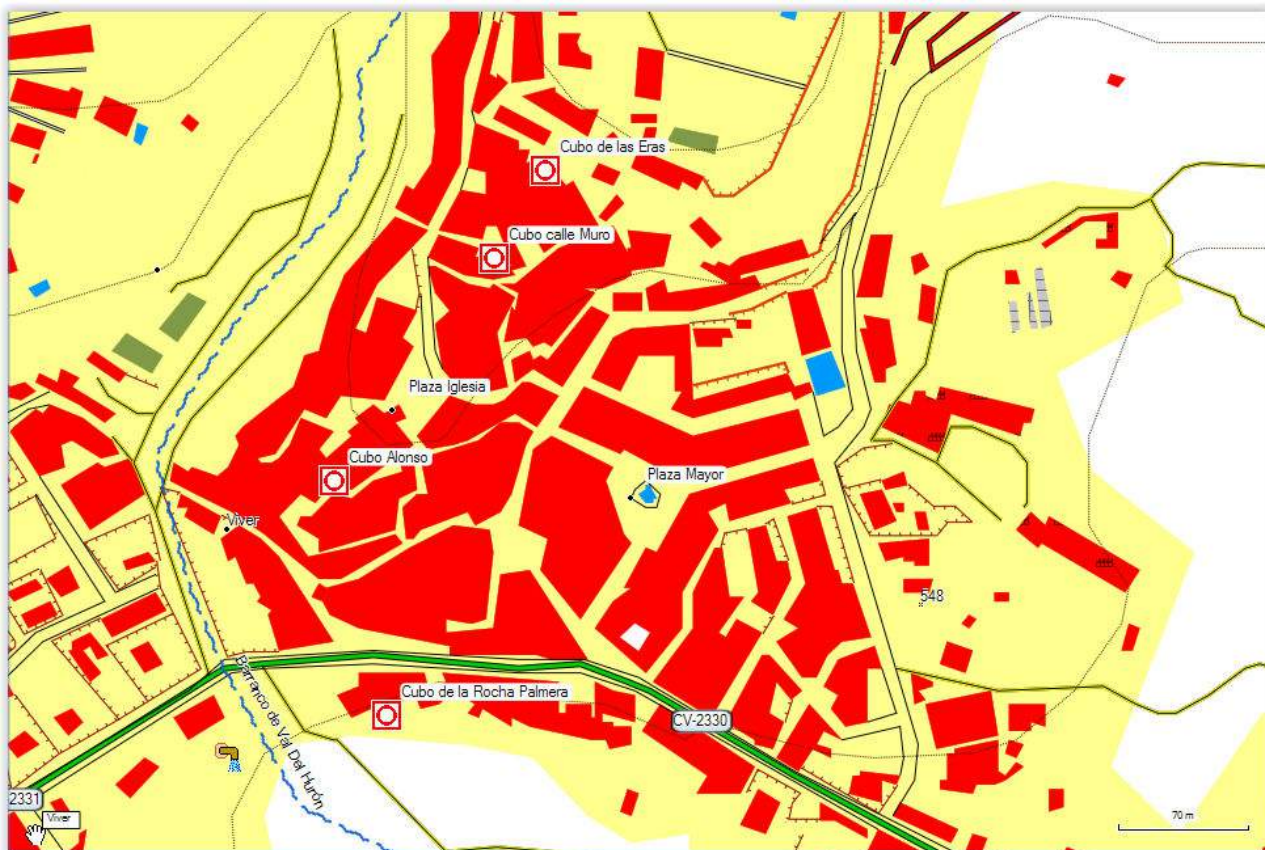 Cubo de las Eras
Cubo calle Muro
Plaza Iglesia
Cubo Alonso
Plaza Mayor
Viver
548
Barranco de Val Del Hurón
Cubo de la Rocha Palmera
CV-2330
2331
Viver
70 m